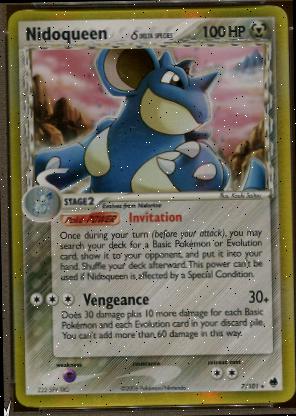 Nidoqueen δ DELTA SPECIES 100 HP
STAGE 2 Evolves from Nidorina
POKé-POWER Invitation
Once during your turn (before your attack), you may
search your deck for a Basic Pokémon or Evolution
card, show it to your opponent, and put it into your
hand. Shuffle your deck afterward. This power can't
be used if Nidoqueen is affected by a Special Condition.
Vengeance 30+
Does 30 damage plus 10 more damage for each Basic
Pokémon and each Evolution card in your discard pile.
You can't add more than 60 damage in this way.
weakness resistance retreat cost
©2006 Pokémon/Nintendo 7/101 ★